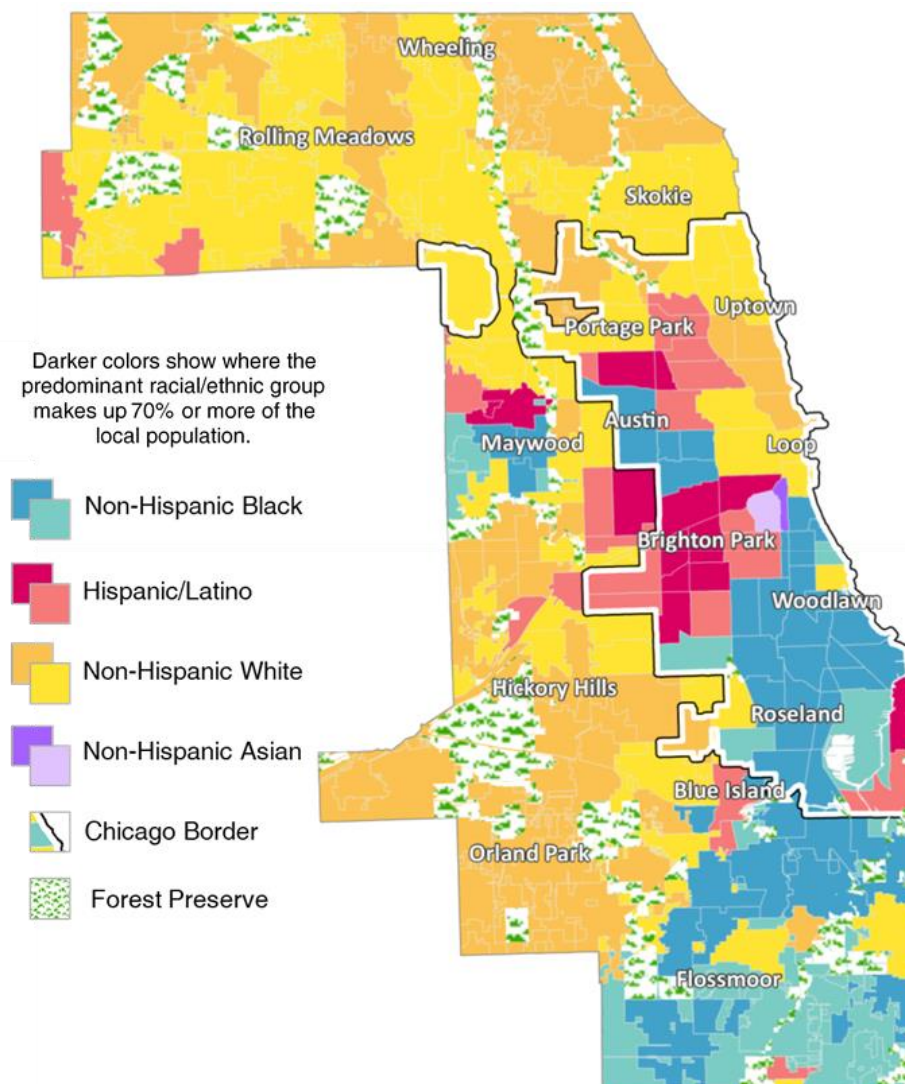 Wheeling
Rolling Meadows
Skokie
Uptown
Portage Park
Darker colors show where the
predominant racial/ethnic group
makes up 70% or more of the
local population.
Austin
Maywood
Loop
Non-Hispanic Black
Brighton Park
Hispanic/Latino
Woodlawn
Non-Hispanic White
Hickory Hills
Roseland
Non-Hispanic Asian
Blue Island
Chicago Border
Orland Park
Forest Preserve
Flossmoor